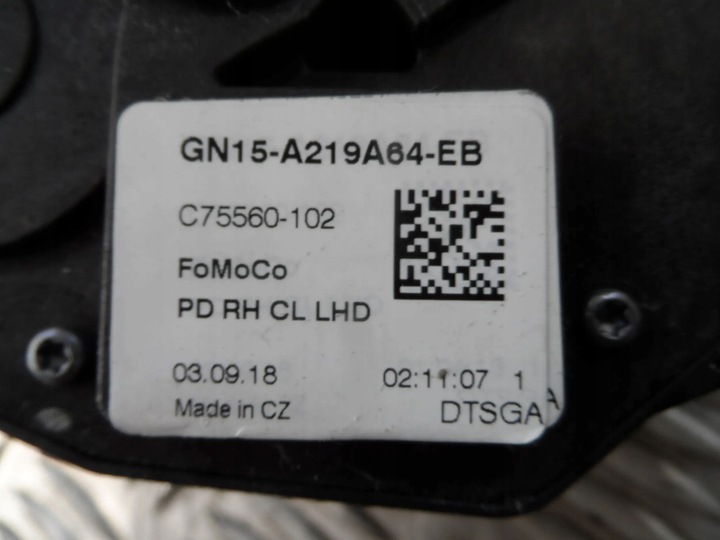 GN15-A219A64-EB
C75560-102
FoMoCo
PD RH CL LHD
03.09.18 02:11:07 1
Made in CZ DTSGAA